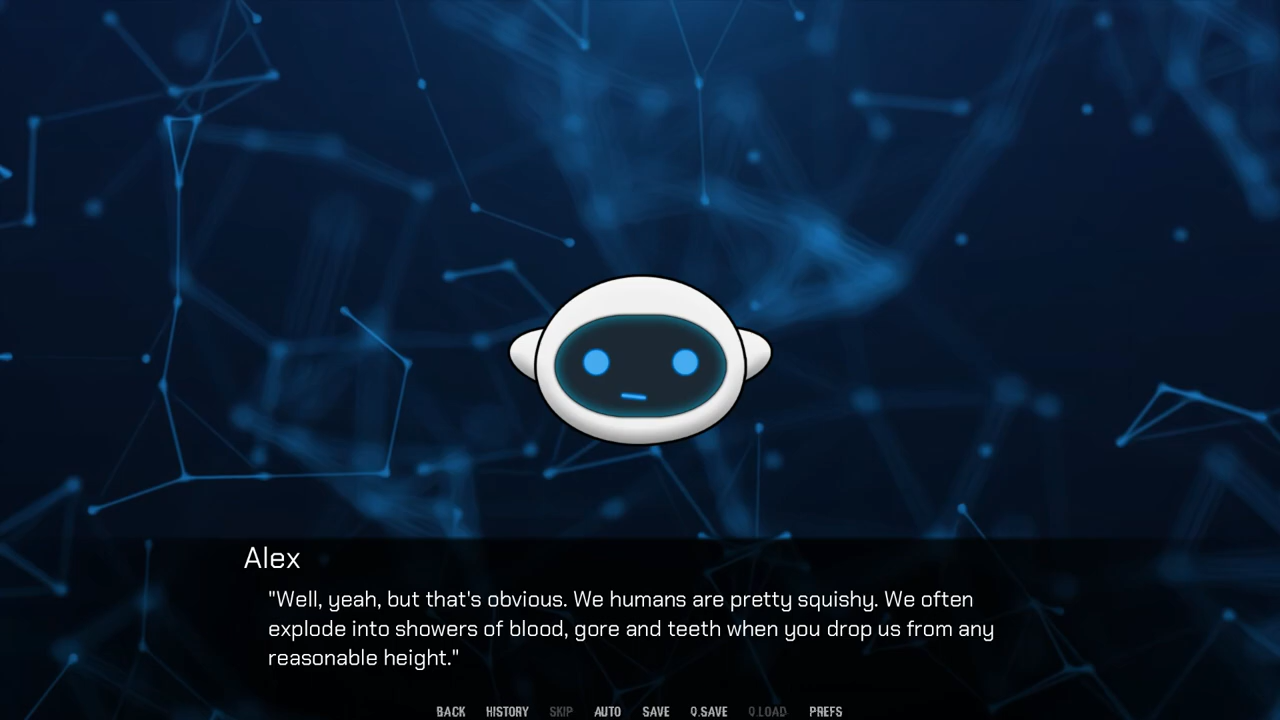 Alex
"Well, yeah, but that's obvious. We humans are pretty squishy. We often
explode into showers of blood, gore and teeth when you drop us from any
reasonable height."
BACK HISTORY SKIP AUTO SAVE Q.SAVE Q.LOAD PREFS